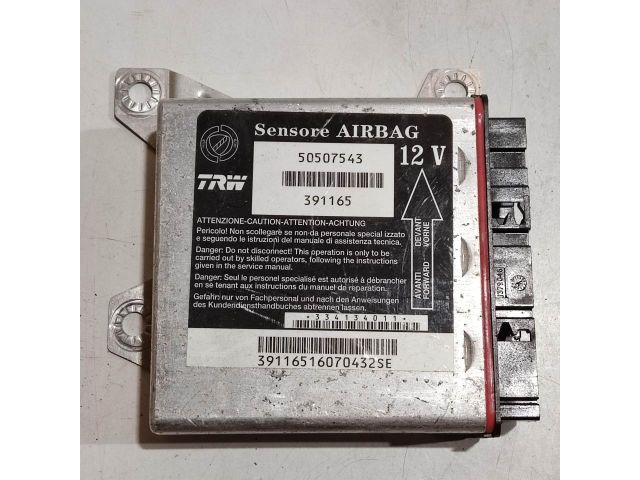 Sensore AIRBAG
50507543
12 V
TRW
391165
ATTENZIONE-CAUTION-ATTENTION-ACHTUNG
Pericolo! Non scollegare se non da personale special izzato
e seguendo le istruzioni del manuale di assistenza tecnica.
Danger: Do not disconnect! This operation is only to be
carried out by skilled operators, following the instructions
given in the service manual.
Danger: Seul le personel spécialisé est autorisé à débrancher
en se tenant aux instructions du manuel de reparation.
Gefahr: nur von Fachpersonal und nach den Anweisungen
des Kundendiensthandbuches abtrennen lassen.
AVANTI DEVANT
FORWARD VORNE
*334134011*
39116516070432SE